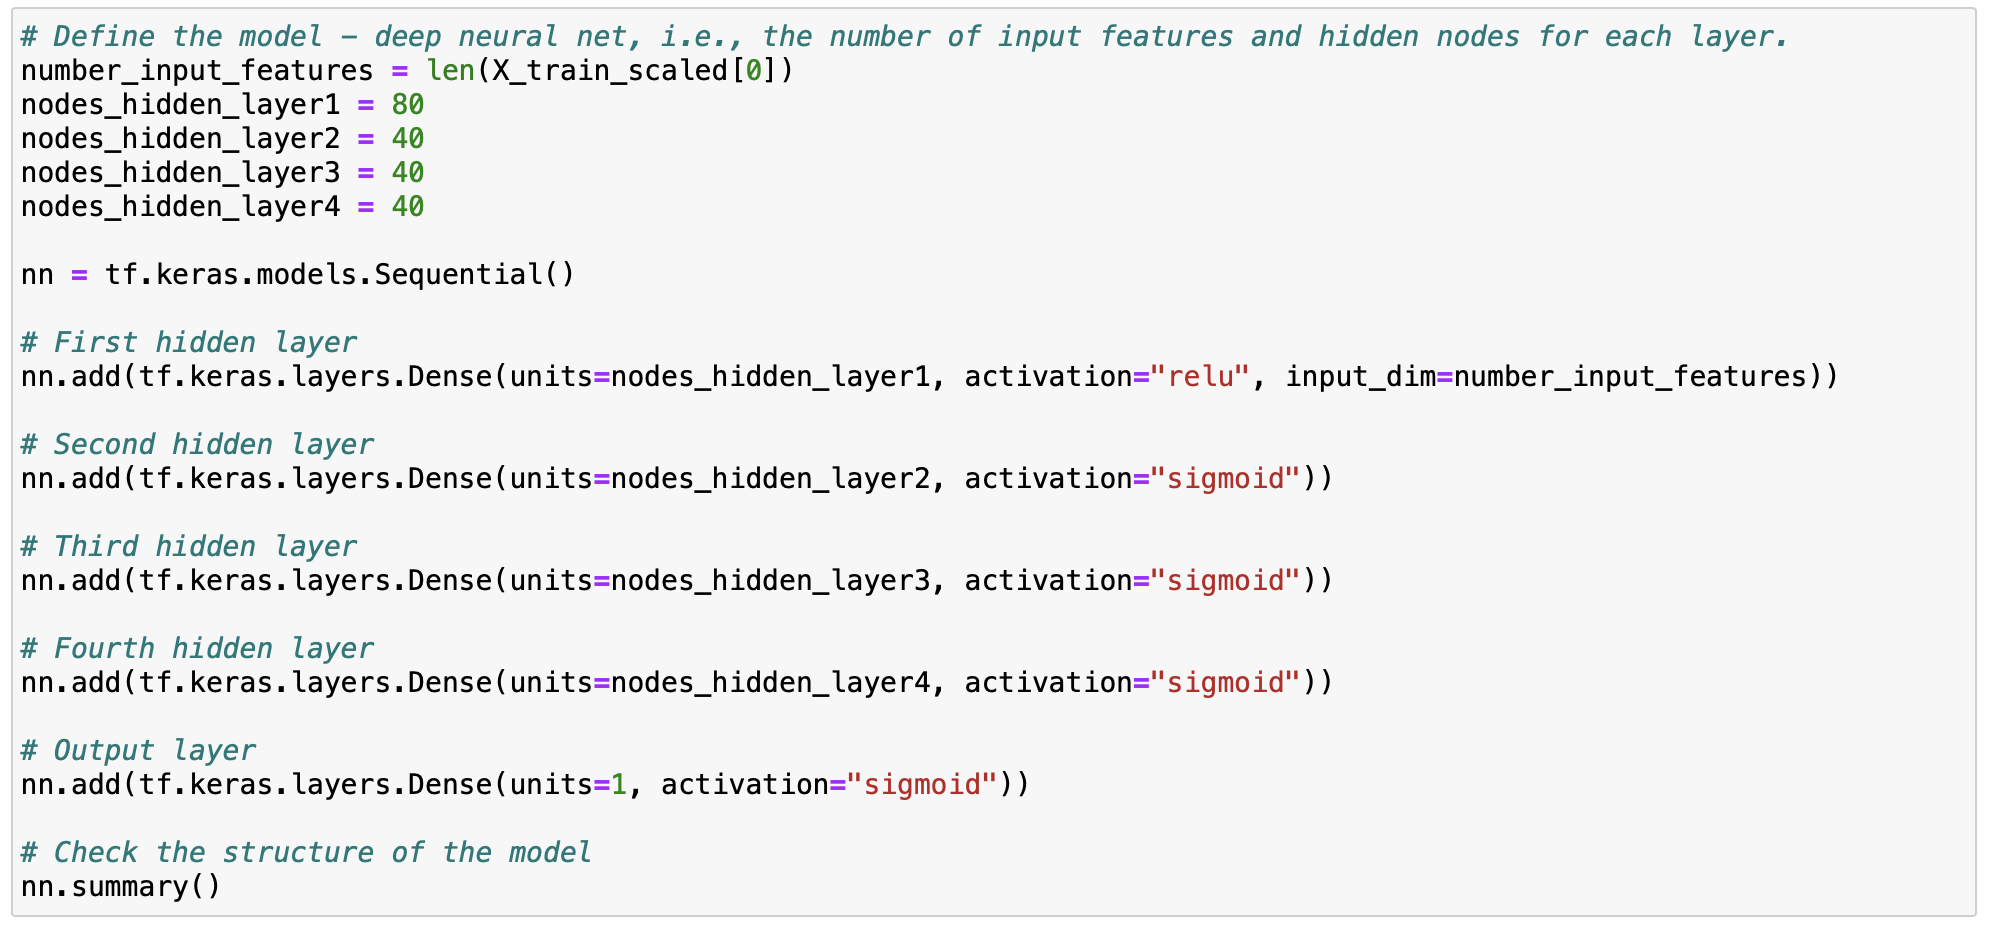 # Define the model – deep neural net, i.e., the number of input features and hidden nodes for each layer.
number_input_features = len(X_train_scaled[0])
nodes_hidden_layer1 = 80
nodes_hidden_layer2 = 40
nodes_hidden_layer3 = 40
nodes_hidden_layer4 = 40
nn = tf.keras.models.Sequential()
# First hidden layer
nn.add(tf.keras.layers.Dense(units=nodes_hidden_layer1, activation="relu", input_dim=number_input_features))
# Second hidden layer
nn.add(tf.keras.layers.Dense(units=nodes_hidden_layer2, activation="sigmoid"))
# Third hidden layer
nn.add(tf.keras.layers.Dense(units=nodes_hidden_layer3, activation="sigmoid"))
# Fourth hidden layer
nn.add(tf.keras.layers.Dense(units=nodes_hidden_layer4, activation="sigmoid"))
# Output layer
nn.add(tf.keras.layers.Dense(units=1, activation="sigmoid"))
# Check the structure of the model
nn.summary()